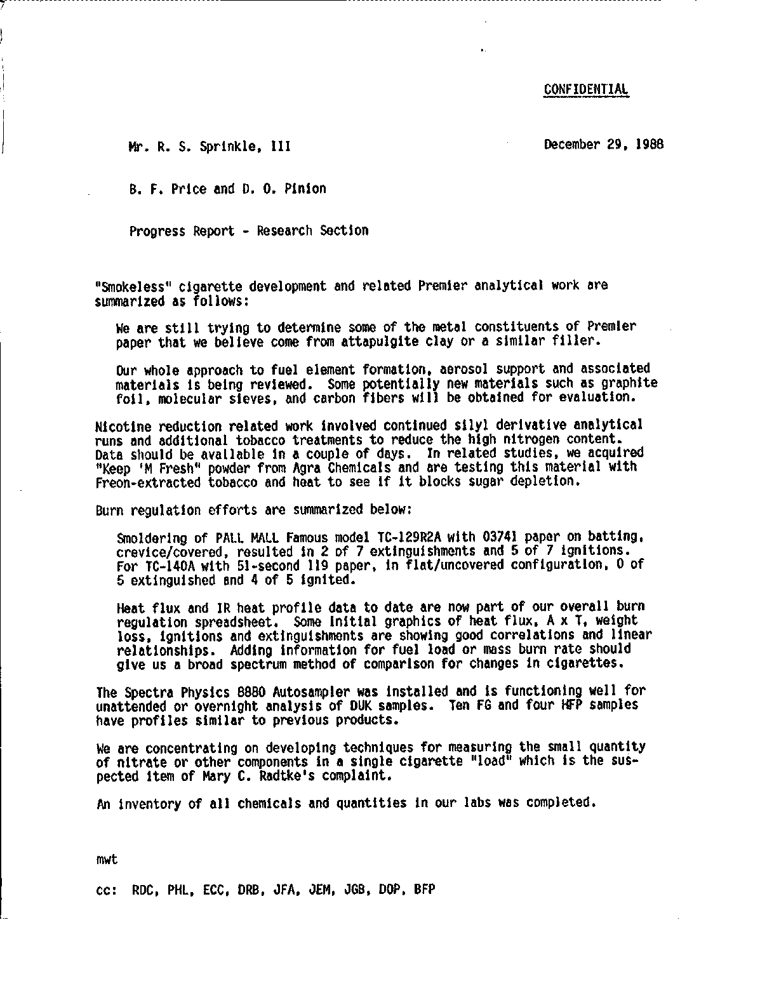 CONFIDENTIAL
Mr. R. S. Sprinkle, III
December 29, 1988
B. F. Price and D. O. Pinion
Progress Report - Research Section
"Smokeless" cigarette development and related Premier analytical work are
summarized as follows:
We are still trying to determine some of the metal constituents of Premier
paper that we believe come from attapulgite clay or a similar filler.
Our whole approach to fuel element formation, aerosol support and associated
materials is being reviewed. Some potentially new materials such as graphite
foil, molecular sieves, and carbon fibers will be obtained for evaluation.
Nicotine reduction related work involved continued silyl derivative analytical
runs and additional tobacco treatments to reduce the high nitrogen content.
Data should be available in a couple of days. In related studies, we acquired
"Keep 'M Fresh" powder from Agra Chemicals and are testing this material with
Freon-extracted tobacco and heat to see if it blocks sugar depletion.
Burn regulation efforts are summarized below:
Smoldering of PALL MALL Famous model TC-129R2A with 03741 paper on batting,
crevice/covered, resulted in 2 of 7 extinguishments and 5 of 7 ignitions.
For TC-140A with 51-second 119 paper, in flat/uncovered configuration, 0 of
5 extinguished and 4 of 5 ignited.
Heat flux and IR heat profile data to date are now part of our overall burn
regulation spreadsheet. Some initial graphics of heat flux, A x T, weight
loss, ignitions and extinguishments are showing good correlations and linear
relationships. Adding information for fuel load or mass burn rate should
give us a broad spectrum method of comparison for changes in cigarettes.
The Spectra Physics 8880 Autosampler was installed and is functioning well for
unattended or overnight analysis of DUK samples. Ten FG and four HFP samples
have profiles similar to previous products.
We are concentrating on developing techniques for measuring the small quantity
of nitrate or other components in a single cigarette "load" which is the sus-
pected item of Mary C. Radtke's complaint.
An inventory of all chemicals and quantities in our labs was completed.
mwt
cc: RDC, PHL, ECC, DRB, JFA, JEM, JGB, DOP, BFP